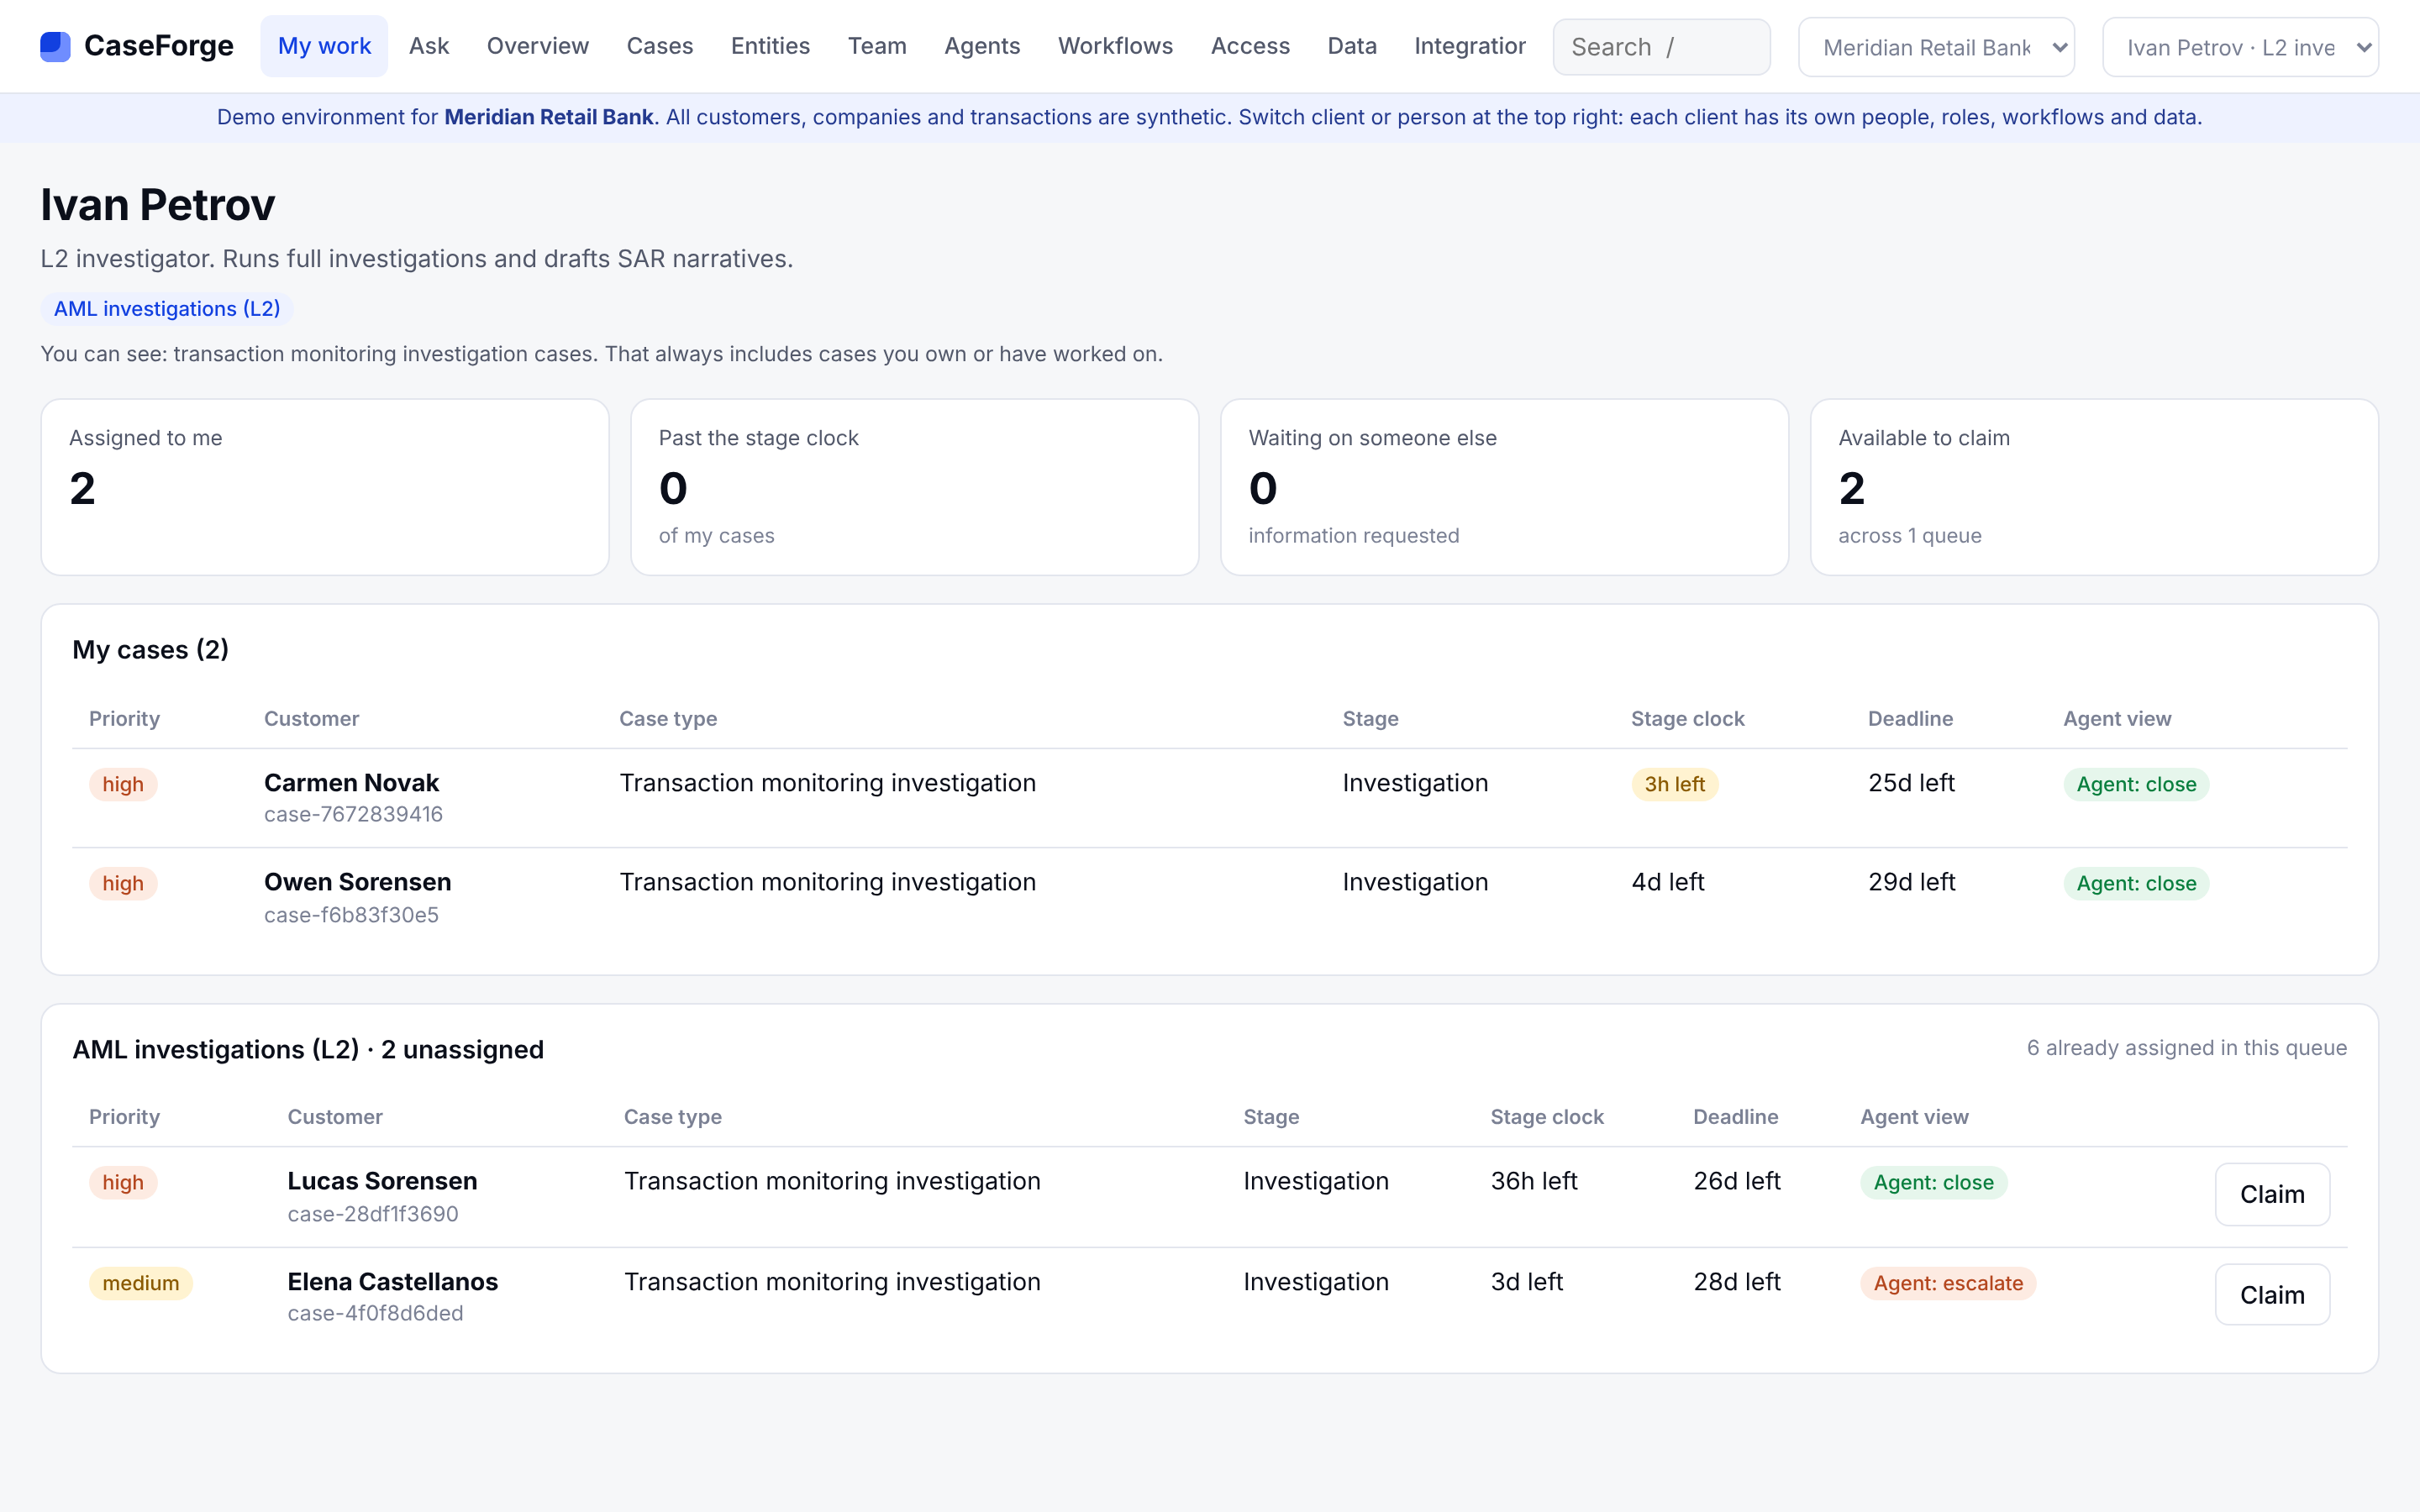 CaseForge My work Ask Overview Cases Entities Team Agents Workflows Access Data Integratior Search / Meridian Retail Bank Ivan Petrov · L2 inve
Demo environment for Meridian Retail Bank. All customers, companies and transactions are synthetic. Switch client or person at the top right: each client has its own people, roles, workflows and data.
Ivan Petrov
L2 investigator. Runs full investigations and drafts SAR narratives.
AML investigations (L2)
You can see: transaction monitoring investigation cases. That always includes cases you own or have worked on.
Assigned to me
2
Past the stage clock
0
of my cases
Waiting on someone else
0
information requested
Available to claim
2
across 1 queue
My cases (2)
Priority Customer Case type Stage Stage clock Deadline Agent view
high Carmen Novak Transaction monitoring investigation Investigation 3h left 25d left Agent: close
case-7672839416
high Owen Sorensen Transaction monitoring investigation Investigation 4d left 29d left Agent: close
case-f6b83f30e5
AML investigations (L2) · 2 unassigned 6 already assigned in this queue
Priority Customer Case type Stage Stage clock Deadline Agent view
high Lucas Sorensen Transaction monitoring investigation Investigation 36h left 26d left Agent: close Claim
case-28df1f3690
medium Elena Castellanos Transaction monitoring investigation Investigation 3d left 28d left Agent: escalate Claim
case-4f0f8d6ded